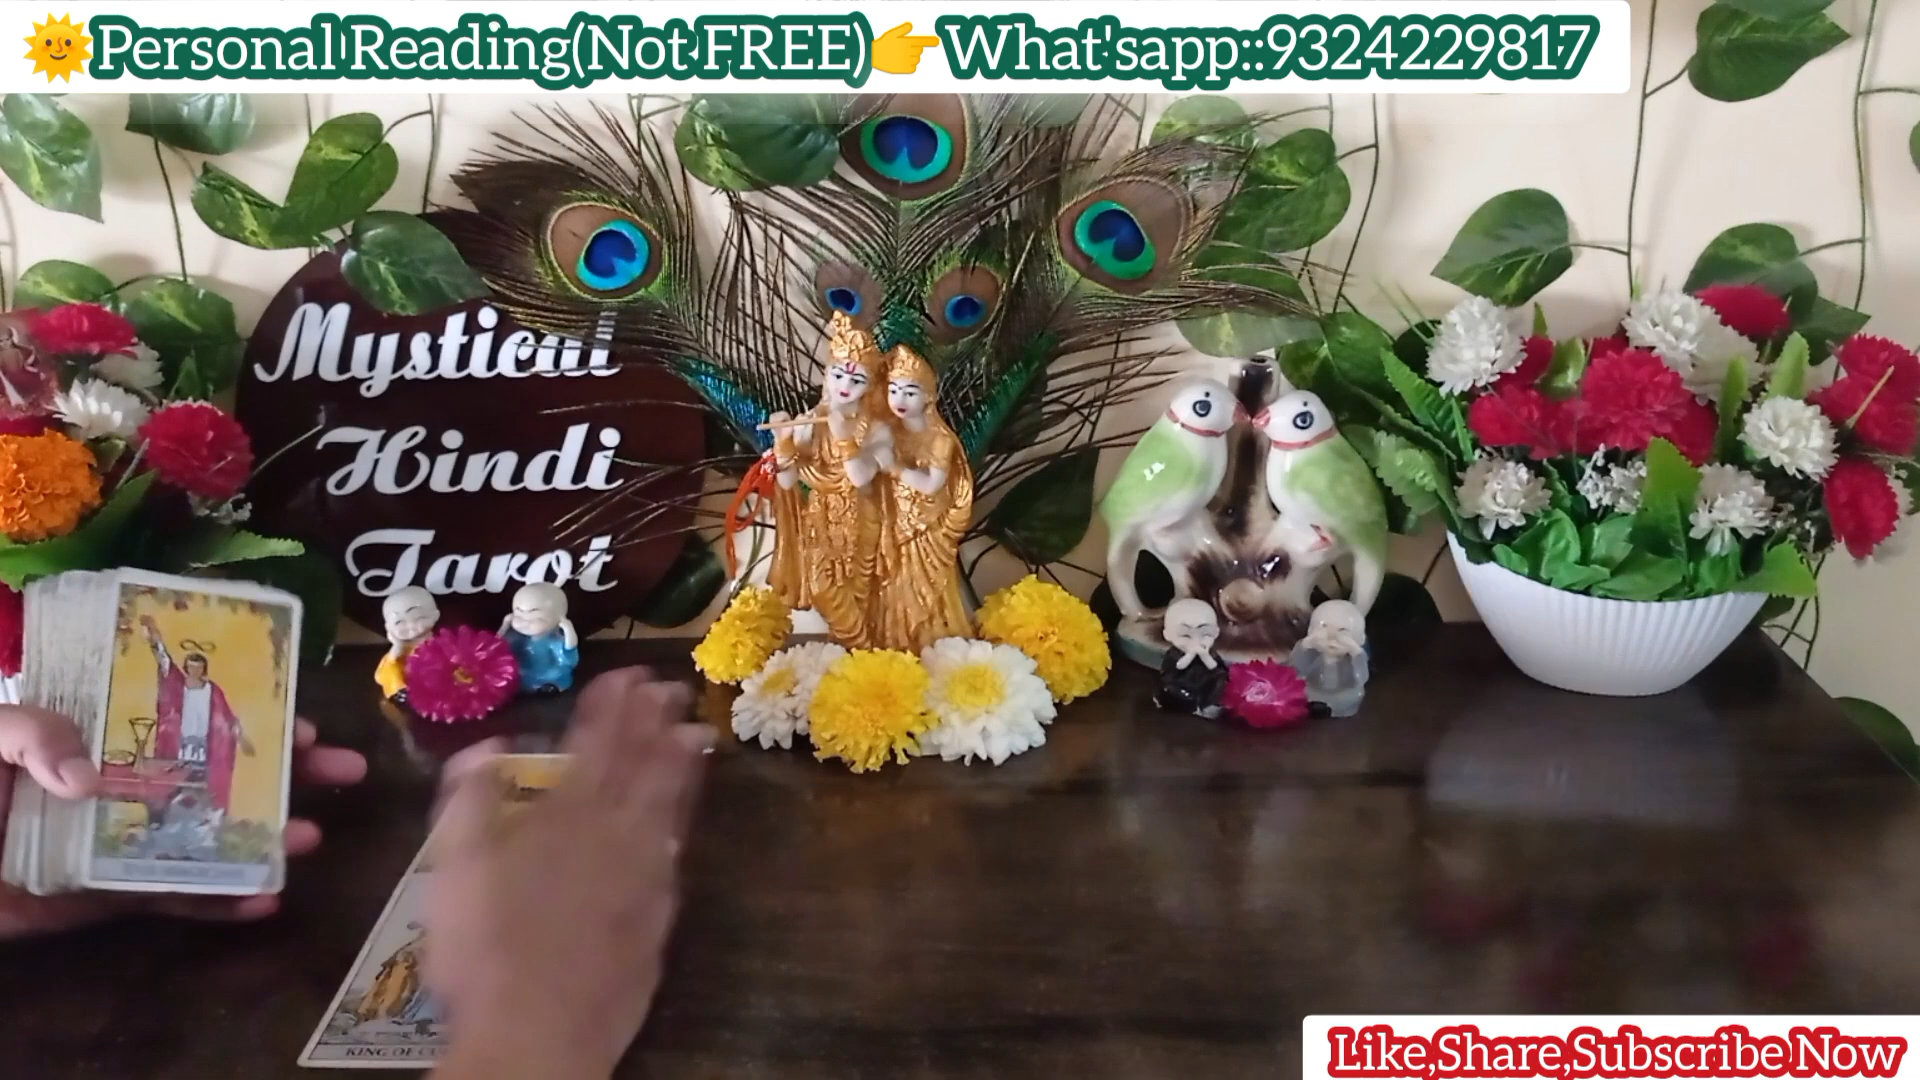 Personal Reading(Not FREE)👉What'sapp::9324229817
Mystical
Hindi
Tarot
KING OF
Like,Share,Subscribe Now